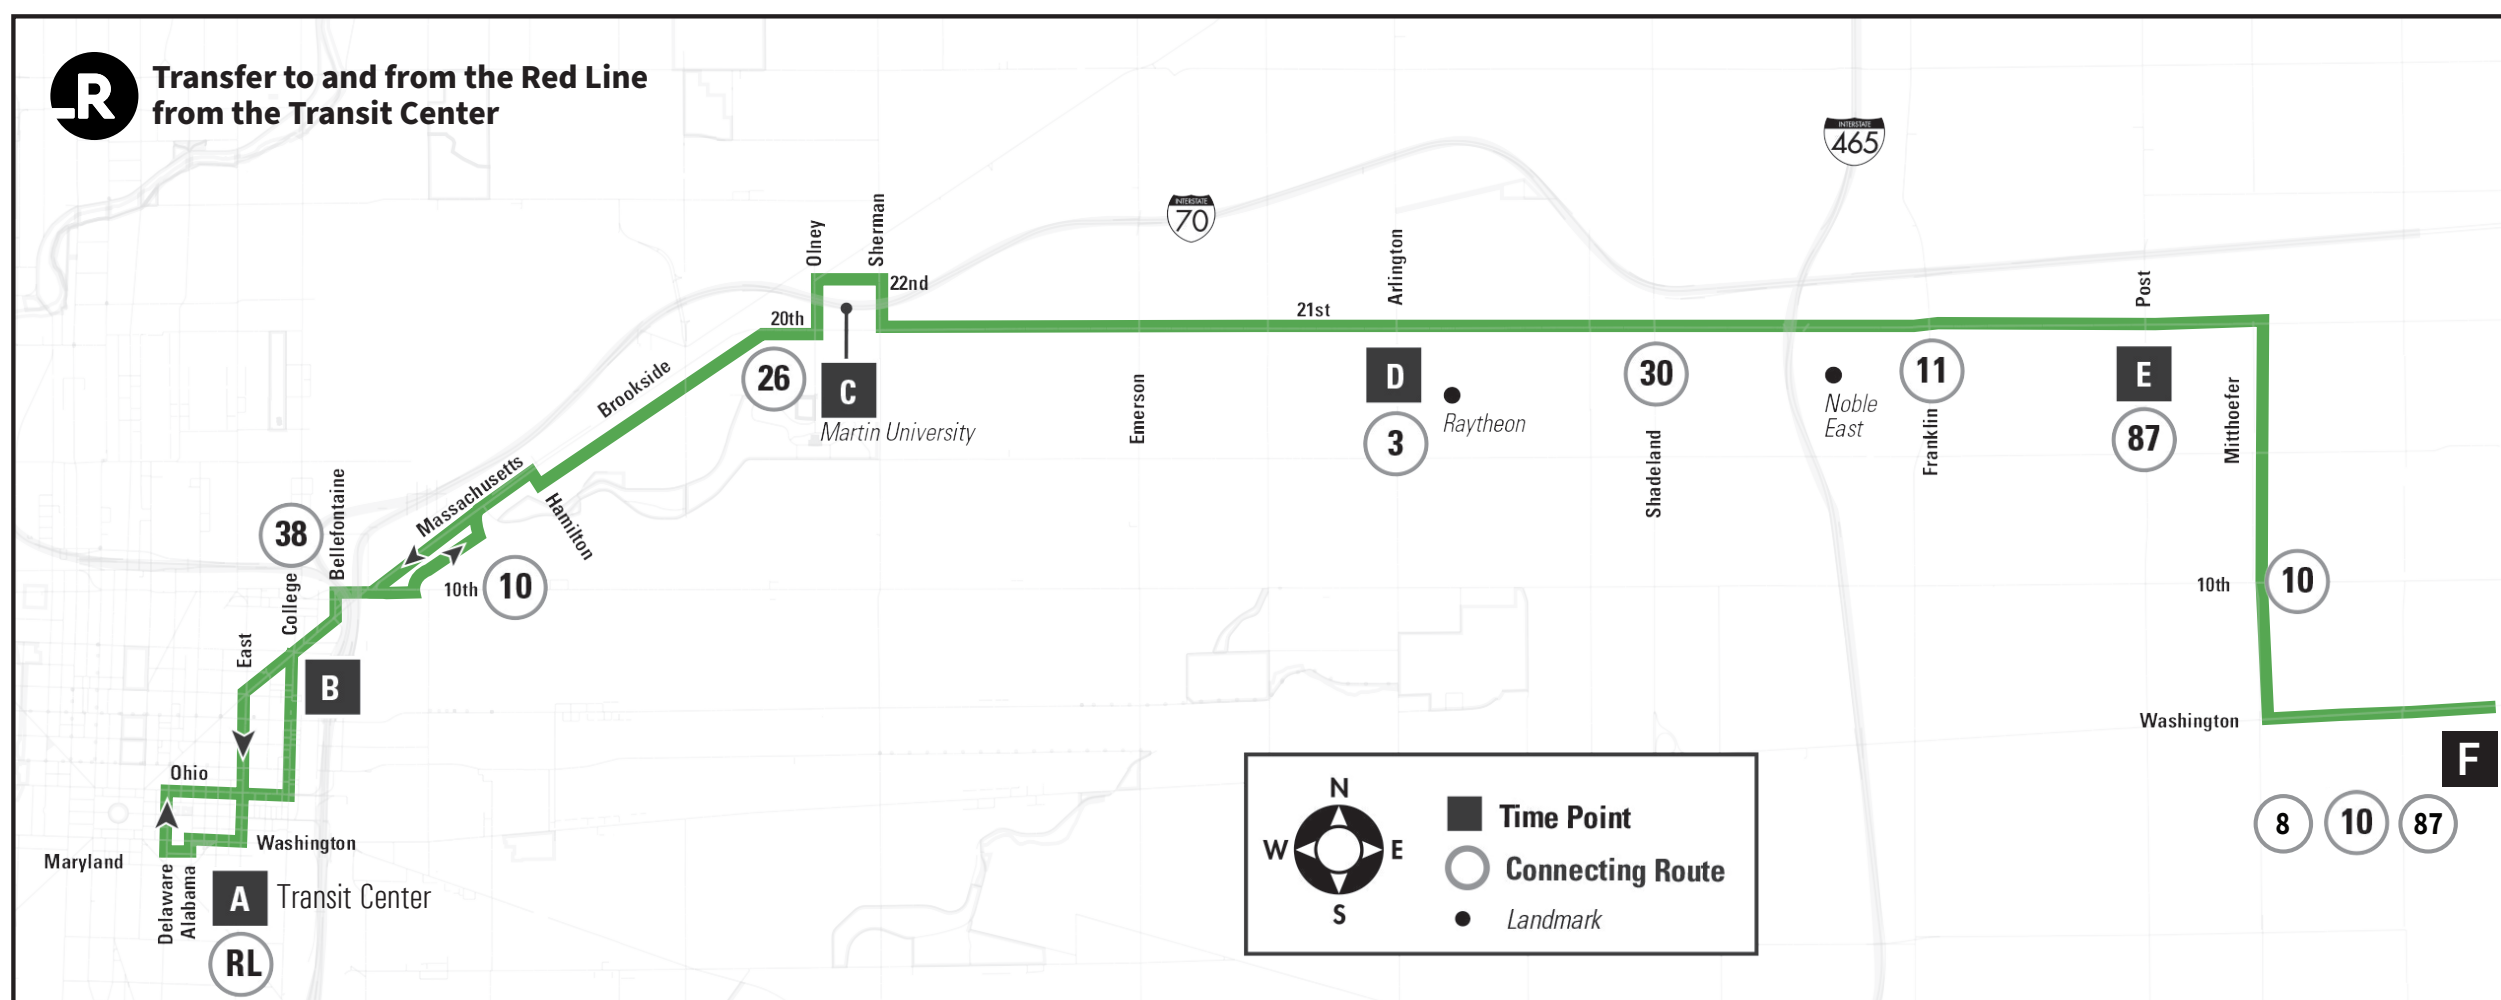 R
Transfer to and from the Red Line
from the Transit Center
INTERSTATE
465
INTERSTATE
70
Olney
Sherman
22nd
20th
21st
Arlington
Post
26
C
Martin University
Brookside
Emerson
D
3
Raytheon
30
Shadeland
Noble
East
11
Franklin
E
87
Mitthoefer
Massachusetts
Hamilton
38
Bellefontaine
College
10th
10
10th
10
East
B
Washington
F
8
10
87
Ohio
Washington
Maryland
Delaware
Alabama
A
Transit Center
RL
N
W
E
S
Time Point
Connecting Route
Landmark